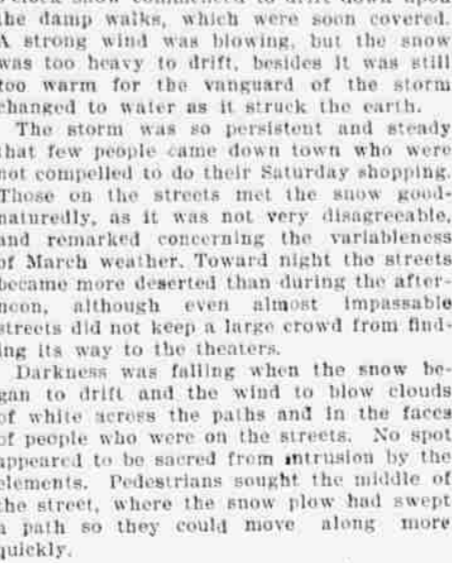 o'clock snow commenced to drift down upon
the damp walks, which were soon covered.
A strong wind was blowing, but the snow
was too heavy to drift, besides it was still
too warm for the vanguard of the storm
changed to water as it struck the earth.
The storm was so persistent and steady
that few people came down town who were
not compelled to do their Saturday shopping.
Those on the streets met the snow good-
naturedly, as it was not very disagreeable,
and remarked concerning the variableness
of March weather. Toward night the streets
became more deserted than during the after-
noon, although even almost impassable
streets did not keep a large crowd from find-
ing its way to the theaters.
Darkness was falling when the snow be-
gan to drift and the wind to blow clouds
of white across the paths and in the faces
of people who were on the streets. No spot
appeared to be sacred from intrusion by the
elements. Pedestrians sought the middle of
the street, where the snow plow had swept
a path so they could move along more
quickly.